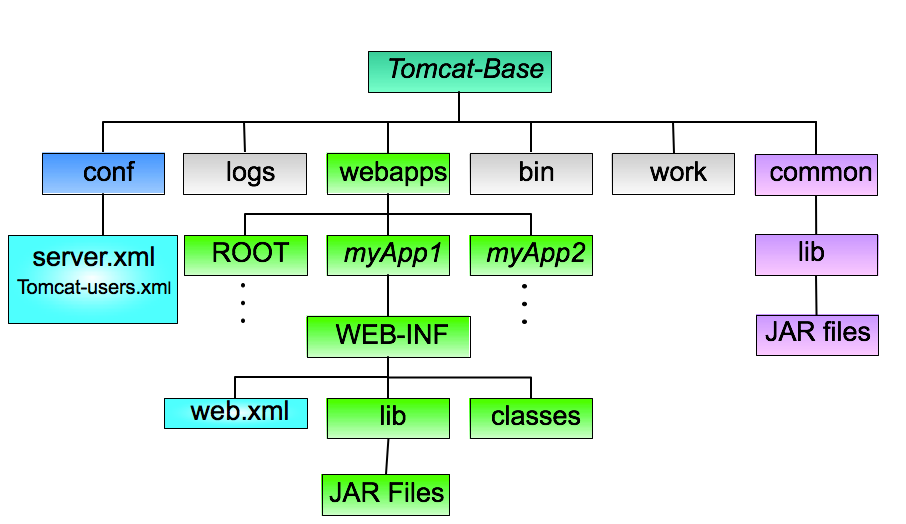 Tomcat-Base
conf
logs
webapps
bin
work
common
server.xml
Tomcat-users.xml
ROOT
myApp1
myApp2
lib
WEB-INF
JAR files
web.xml
lib
classes
JAR Files